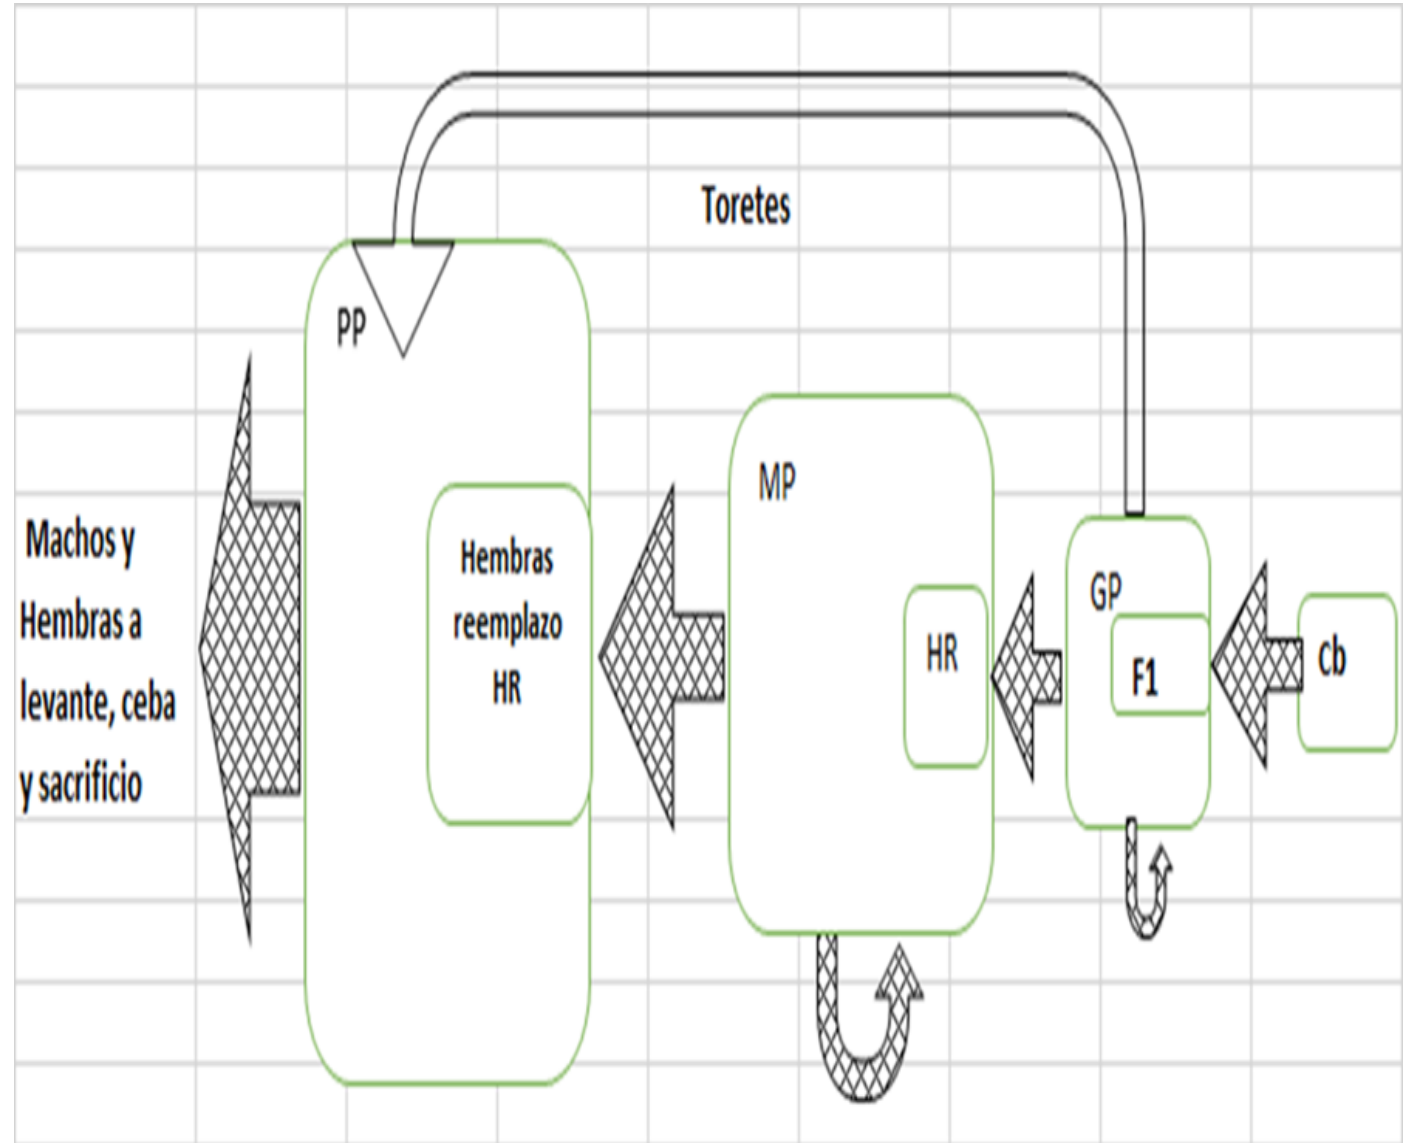 Toretes
PP
MP
Machos y
Hembras a
levante, ceba
y sacrificio
Hembras
reemplazo
HR
HR
GP
F1
cb